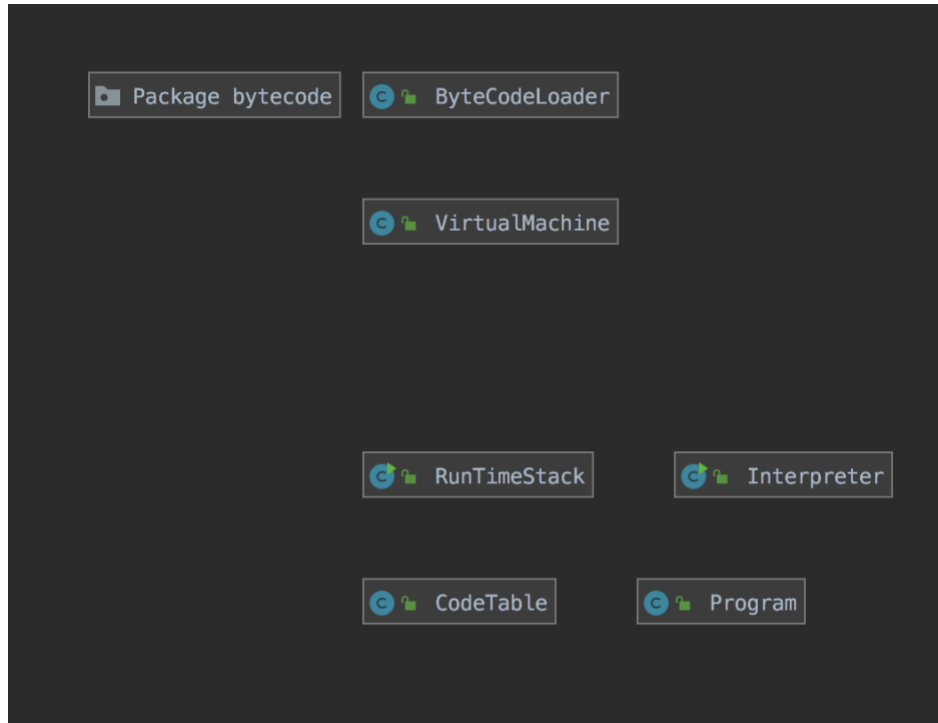 Package bytecode
ByteCodeLoader
VirtualMachine
RunTimeStack
Interpreter
CodeTable
Program